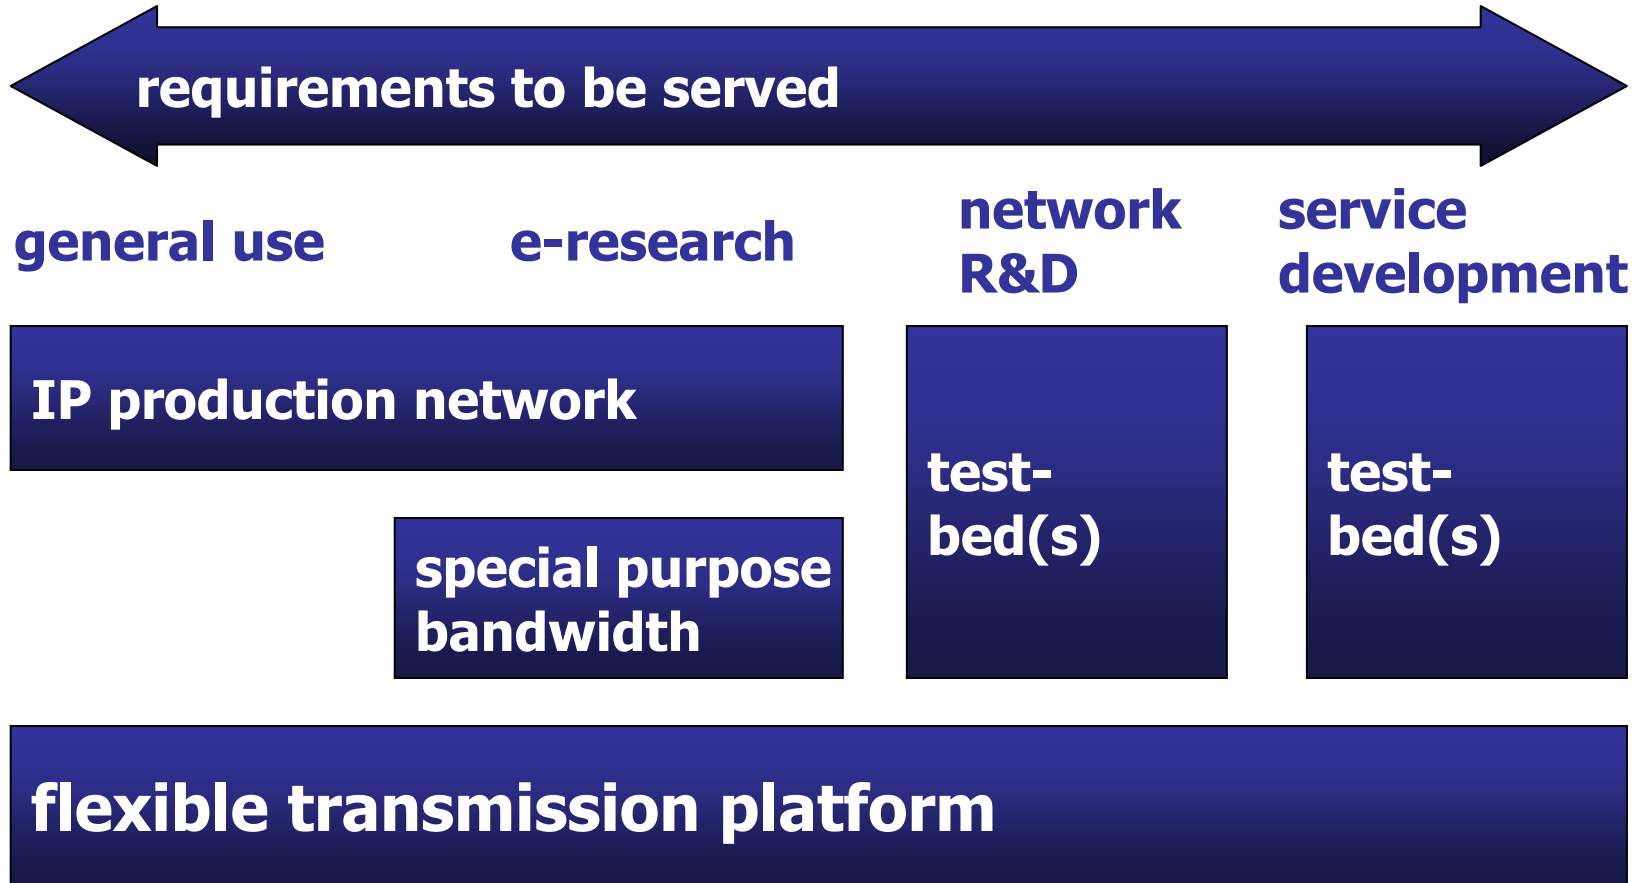 requirements to be served
general use
e-research
network
R&D
service
development
IP production network
special purpose
bandwidth
test-
bed(s)
test-
bed(s)
flexible transmission platform